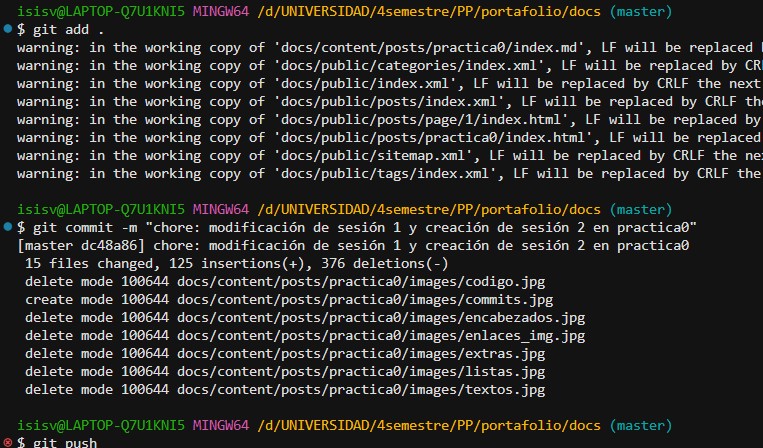 isisv@LAPTOP-Q7U1KNI5 MINGW64 /d/UNIVERSIDAD/4semestre/PP/portafolio/docs (master)
$ git add .
warning: in the working copy of 'docs/content/posts/practica0/index.md', LF will be replaced
warning: in the working copy of 'docs/public/categories/index.xml', LF will be replaced by CRL
warning: in the working copy of 'docs/public/index.xml', LF will be replaced by CRLF the next
warning: in the working copy of 'docs/public/posts/index.xml', LF will be replaced by CRLF the
warning: in the working copy of 'docs/public/posts/page/1/index.html', LF will be replaced by
warning: in the working copy of 'docs/public/posts/practica0/index.html', LF will be replaced
warning: in the working copy of 'docs/public/sitemap.xml', LF will be replaced by CRLF the ne
warning: in the working copy of 'docs/public/tags/index.xml', LF will be replaced by CRLF the
isisv@LAPTOP-Q7U1KNI5 MINGW64 /d/UNIVERSIDAD/4semestre/PP/portafolio/docs (master)
$ git commit -m "chore: modificación de sesión 1 y creación de sesión 2 en practica0"
[master dc48a86] chore: modificación de sesión 1 y creación de sesión 2 en practica0
15 files changed, 125 insertions(+), 376 deletions(-)
delete mode 100644 docs/content/posts/practica0/images/codigo.jpg
create mode 100644 docs/content/posts/practica0/images/commits.jpg
delete mode 100644 docs/content/posts/practica0/images/encabezados.jpg
delete mode 100644 docs/content/posts/practica0/images/enlaces_img.jpg
delete mode 100644 docs/content/posts/practica0/images/extras.jpg
delete mode 100644 docs/content/posts/practica0/images/listas.jpg
delete mode 100644 docs/content/posts/practica0/images/textos.jpg
isisv@LAPTOP-Q7U1KNI5 MINGW64 /d/UNIVERSIDAD/4semestre/PP/portafolio/docs (master)
$ git push